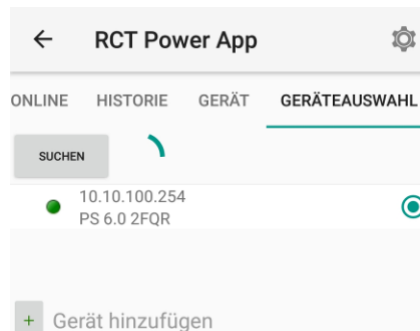 RCT Power App
ONLINE HISTORIE GERÄT GERÄTEAUSWAHL
SUCHEN
10.10.100.254
PS 6.0 2FQR
+ Gerät hinzufügen